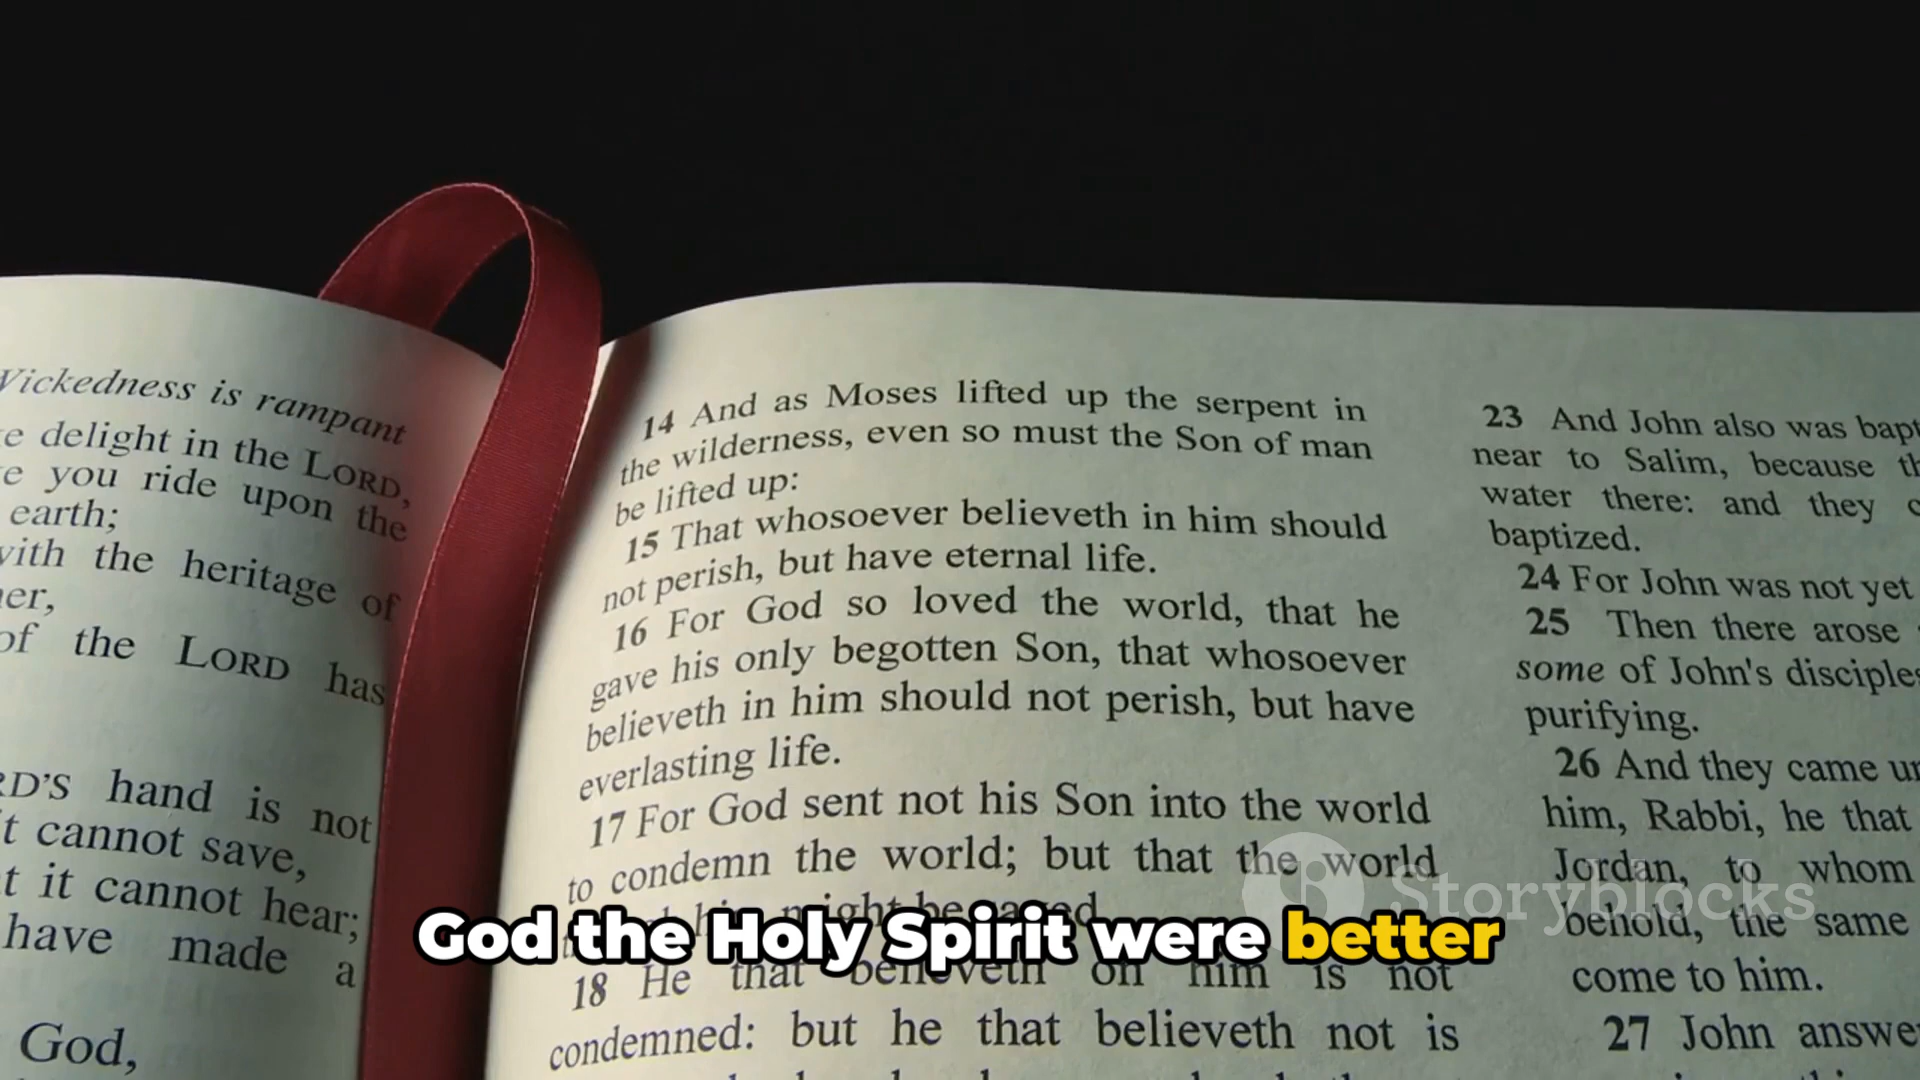 Wickedness is rampant
delight in the LORD,
you ride upon the
earth;
with the heritage of
of the LORD has
hand is not
cannot save,
it cannot hear;
have made a
God,
14 And as Moses lifted up the serpent in
the wilderness, even so must the Son of man
be lifted up:
15 That whosoever believeth in him should
not perish, but have eternal life.
16 For God so loved the world, that he
gave his only begotten Son, that whosoever
believeth in him should not perish, but have
everlasting life.
17 For God sent not his Son into the world
to condemn the world; but that the world
him might be saved.
18 He that believeth on him is not
condemned: but he that believeth not is
23 And John also was
near to Salim, because
water there: and they
baptized.
24 For John was not yet
25 Then there arose
some of John's disciples
purifying.
26 And they came
him, Rabbi, he that
Jordan, to whom
behold, the same
come to him.
27 John
Storyblocks
God the Holy Spirit were better